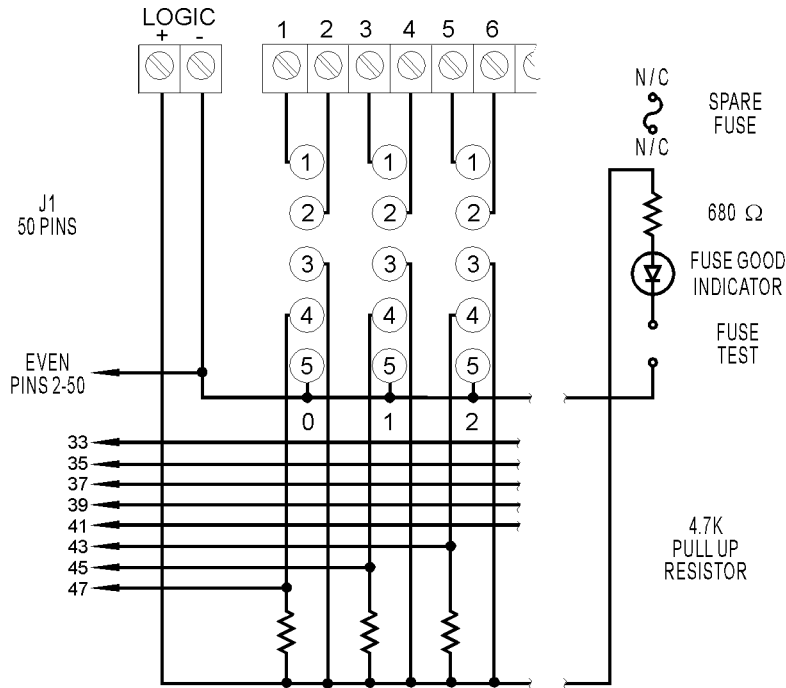 LOGIC
+ -
1 2 3 4 5 6
N/C
SPARE
FUSE
N/C
1 1 1
J1
50 PINS
2 2 2
680 Ω
3 3 3
FUSE GOOD
INDICATOR
4 4 4
FUSE
TEST
EVEN
PINS 2-50
5 5 5
0 1 2
33
35
37
39
41
43
45
47
4.7K
PULL UP
RESISTOR